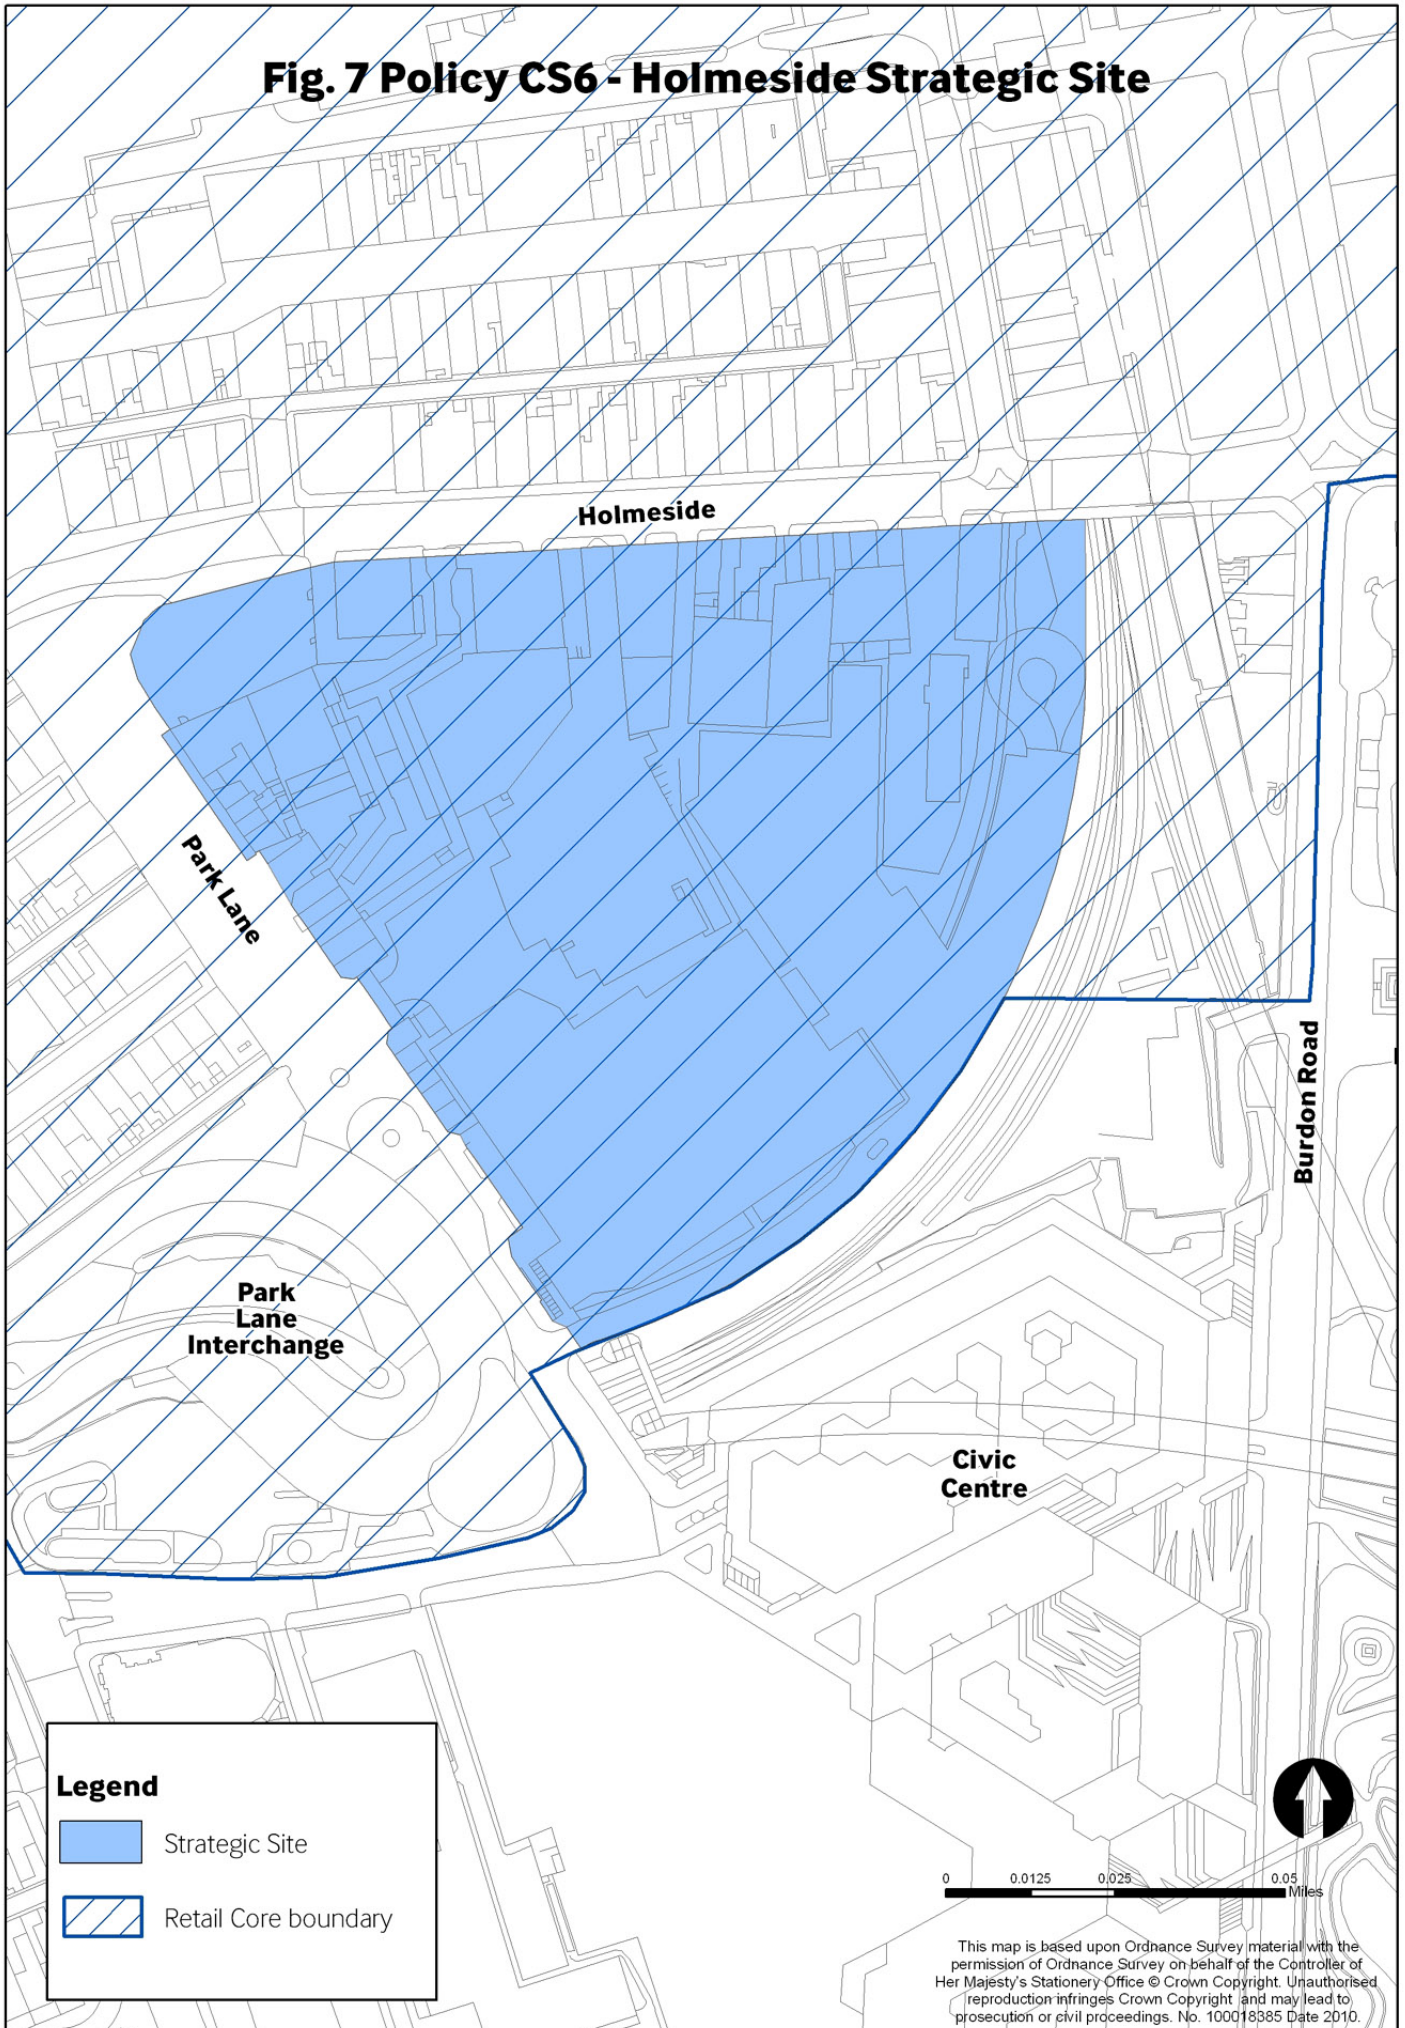 Fig. 7 Policy CS6 - Holmeside Strategic Site
Holmeside
Park Lane
Burdon Road
Park
Lane
Interchange
Civic
Centre
Legend
Strategic Site
Retail Core boundary
0 0.0125 0.025 0.05
Miles
This map is based upon Ordnance Survey material with the
permission of Ordnance Survey on behalf of the Controller of
Her Majesty's Stationery Office © Crown Copyright. Unauthorised
reproduction infringes Crown Copyright and may lead to
prosecution or civil proceedings. No. 100018385 Date 2010.